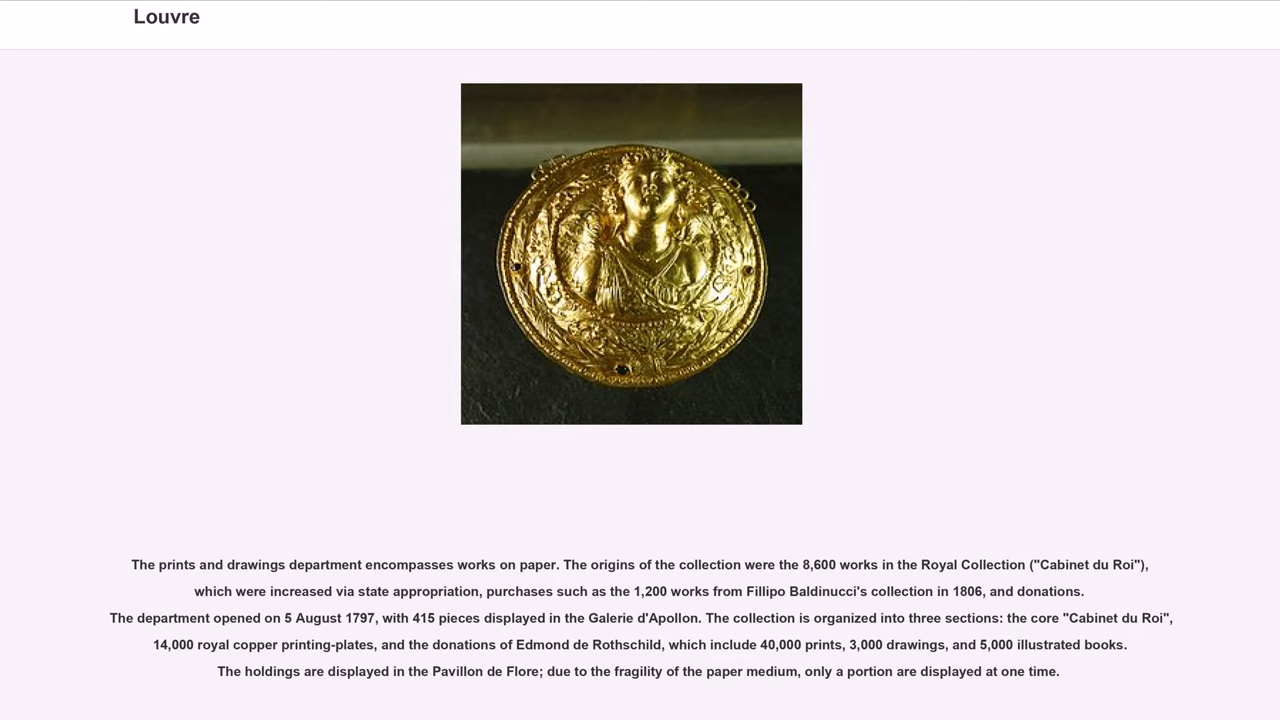 Louvre
The prints and drawings department encompasses works on paper. The origins of the collection were the 8,600 works in the Royal Collection ("Cabinet du Roi"),
which were increased via state appropriation, purchases such as the 1,200 works from Fillipo Baldinucci's collection in 1806, and donations.
The department opened on 5 August 1797, with 415 pieces displayed in the Galerie d'Apollon. The collection is organized into three sections: the core "Cabinet du Roi",
14,000 royal copper printing-plates, and the donations of Edmond de Rothschild, which include 40,000 prints, 3,000 drawings, and 5,000 illustrated books.
The holdings are displayed in the Pavillon de Flore; due to the fragility of the paper medium, only a portion are displayed at one time.